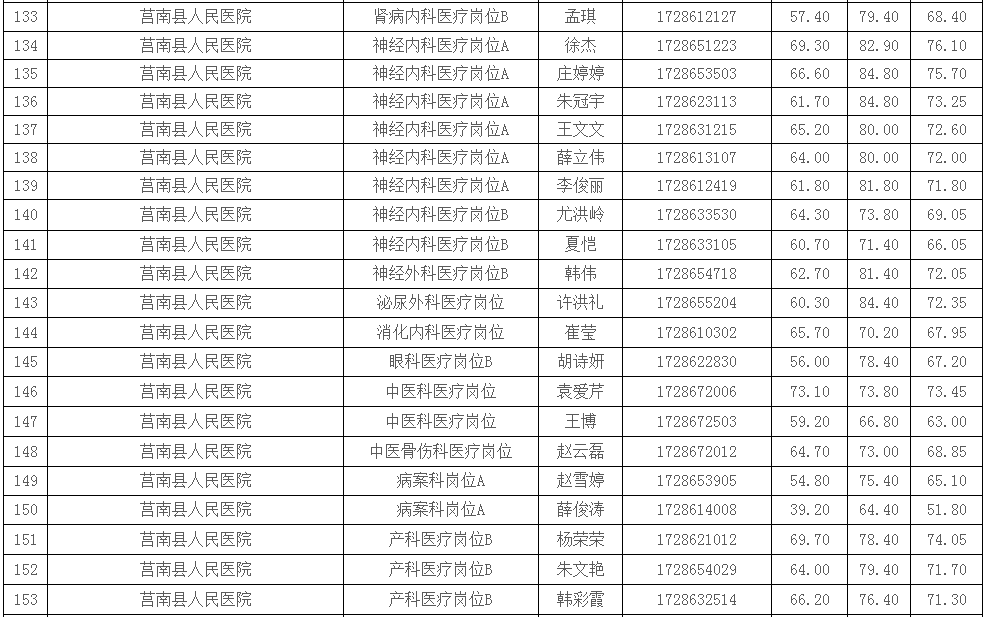 133 莒南县人民医院 肾病内科医疗岗位B 孟琪 1728612127 57.40 79.40 68.40
134 莒南县人民医院 神经内科医疗岗位A 徐杰 1728651223 69.30 82.90 76.10
135 莒南县人民医院 神经内科医疗岗位A 庄婷婷 1728653503 66.60 84.80 75.70
136 莒南县人民医院 神经内科医疗岗位A 朱冠宇 1728623113 61.70 84.80 73.25
137 莒南县人民医院 神经内科医疗岗位A 王文文 1728631215 65.20 80.00 72.60
138 莒南县人民医院 神经内科医疗岗位A 薛立伟 1728613107 64.00 80.00 72.00
139 莒南县人民医院 神经内科医疗岗位A 李俊丽 1728612419 61.80 81.80 71.80
140 莒南县人民医院 神经内科医疗岗位B 尤洪岭 1728633530 64.30 73.80 69.05
141 莒南县人民医院 神经内科医疗岗位B 夏恺 1728633105 60.70 71.40 66.05
142 莒南县人民医院 神经外科医疗岗位B 韩伟 1728654718 62.70 81.40 72.05
143 莒南县人民医院 泌尿外科医疗岗位 许洪礼 1728655204 60.30 84.40 72.35
144 莒南县人民医院 消化内科医疗岗位 崔莹 1728610302 65.70 70.20 67.95
145 莒南县人民医院 眼科医疗岗位B 胡诗妍 1728622830 56.00 78.40 67.20
146 莒南县人民医院 中医科医疗岗位 袁爱芹 1728672006 73.10 73.80 73.45
147 莒南县人民医院 中医科医疗岗位 王博 1728672503 59.20 66.80 63.00
148 莒南县人民医院 中医骨伤科医疗岗位 赵云磊 1728672012 64.70 73.00 68.85
149 莒南县人民医院 病案科岗位A 赵雪婷 1728653905 54.80 75.40 65.10
150 莒南县人民医院 病案科岗位A 薛俊涛 1728614008 39.20 64.40 51.80
151 莒南县人民医院 产科医疗岗位B 杨荣荣 1728621012 69.70 78.40 74.05
152 莒南县人民医院 产科医疗岗位B 朱文艳 1728654029 64.00 79.40 71.70
153 莒南县人民医院 产科医疗岗位B 韩彩霞 1728632514 66.20 76.40 71.30